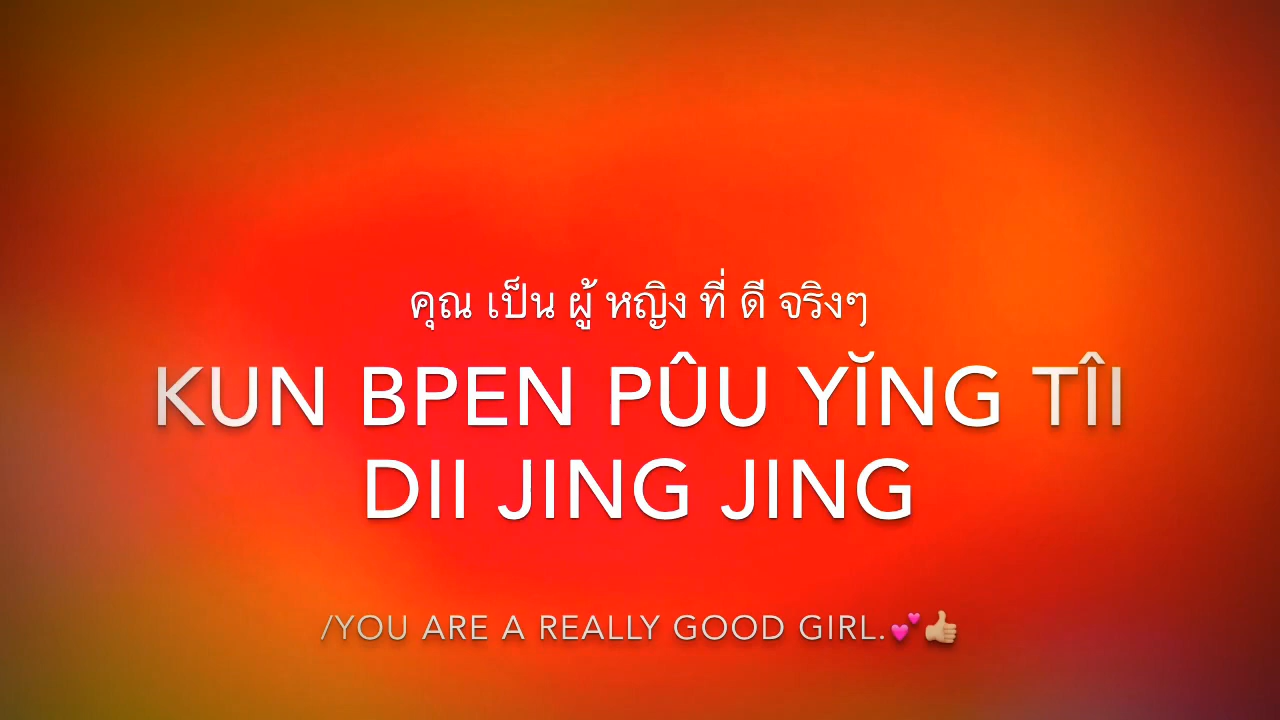 คุณ เป็น ผู้ หญิง ที่ ดี จริงๆ
KUN BPEN PÛU YǏNG TÎI
DII JING JING
/YOU ARE A REALLY GOOD GIRL.💕👍🏼